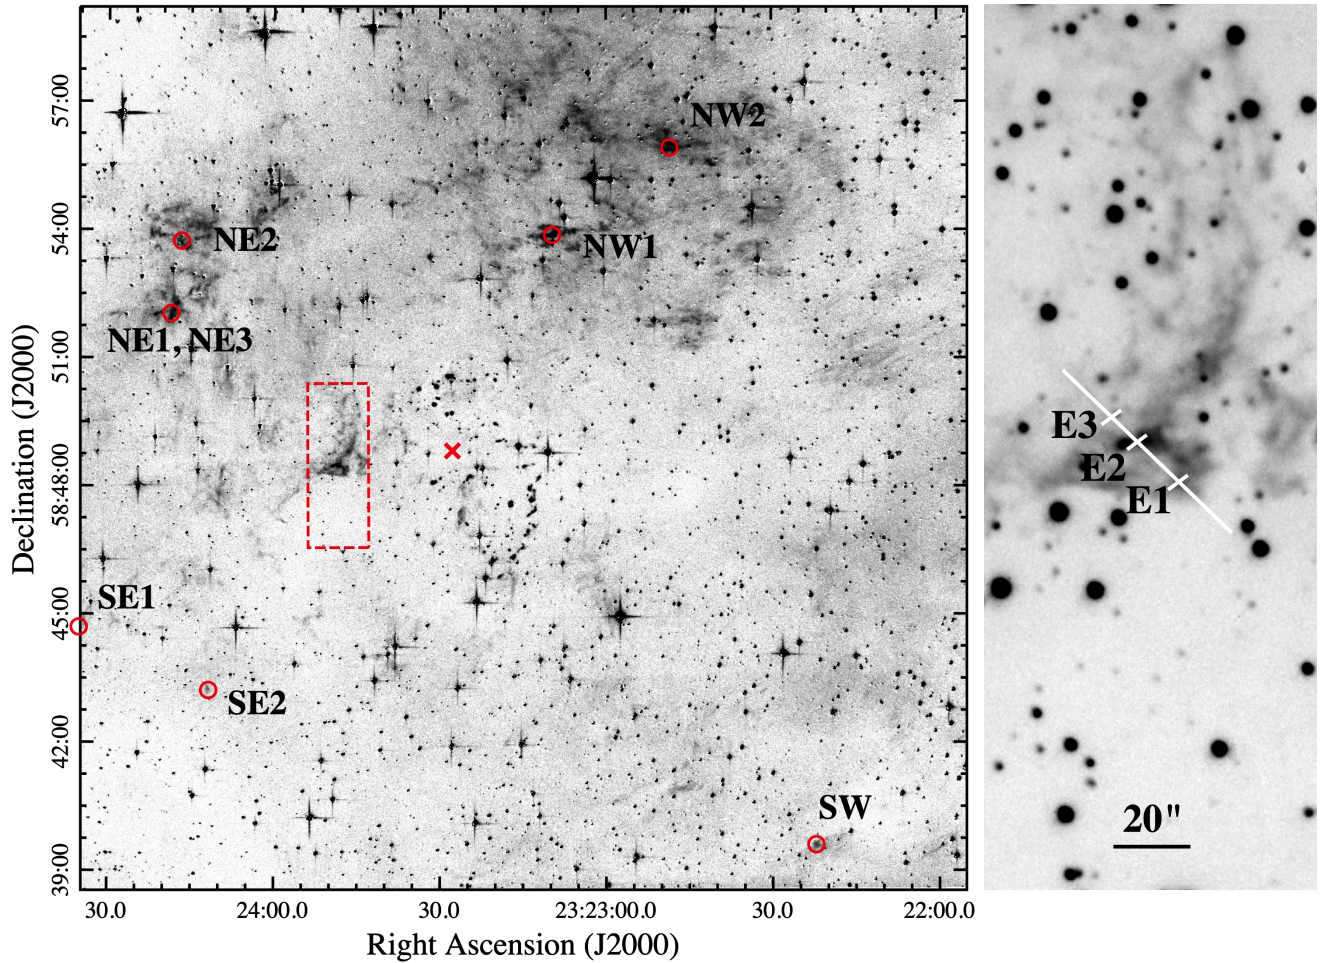 NW2
NE2
NW1
NE1, NE3
SE1
SE2
SW
57:00
54:00
51:00
58:48:00
45:00
42:00
39:00
Declination (J2000)
30.0
24:00.0
30.0
23:23:00.0
30.0
22:00.0
Right Ascension (J2000)
E3
E2
E1
20"